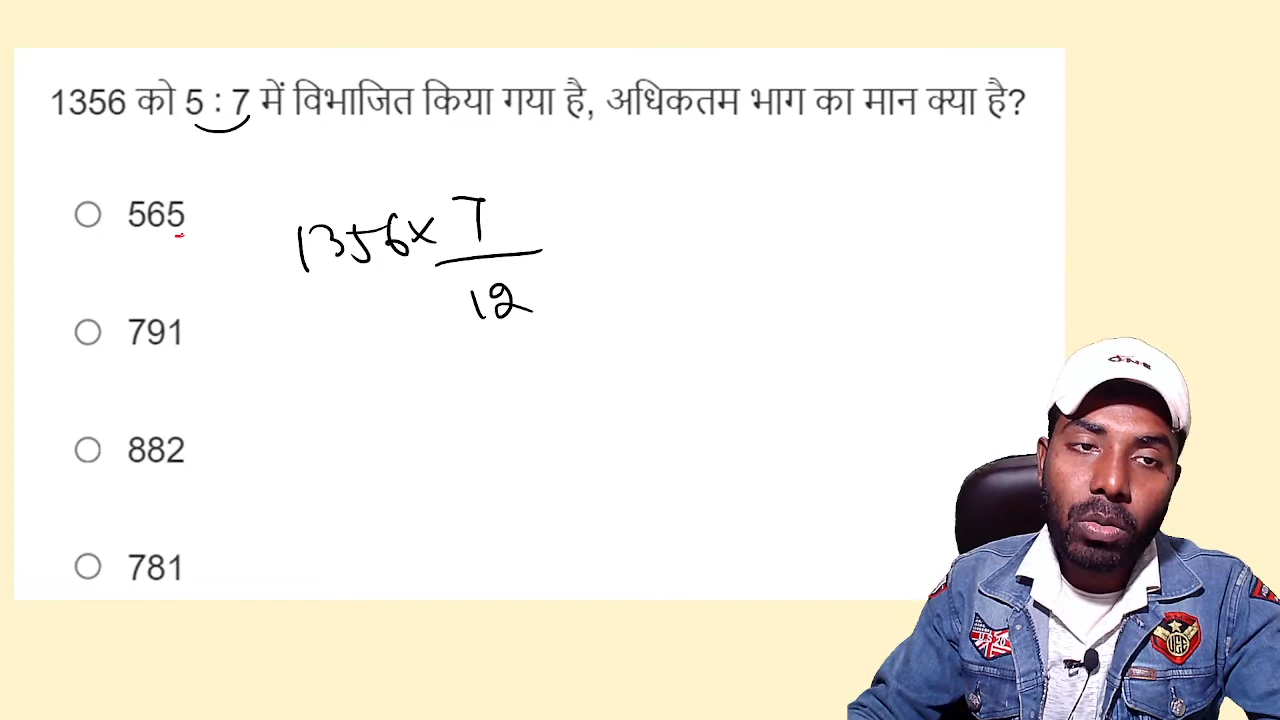 1356 को 5 : 7 में विभाजित किया गया है, अधिकतम भाग का मान क्या है?
565
1356 × 7
12
791
882
781